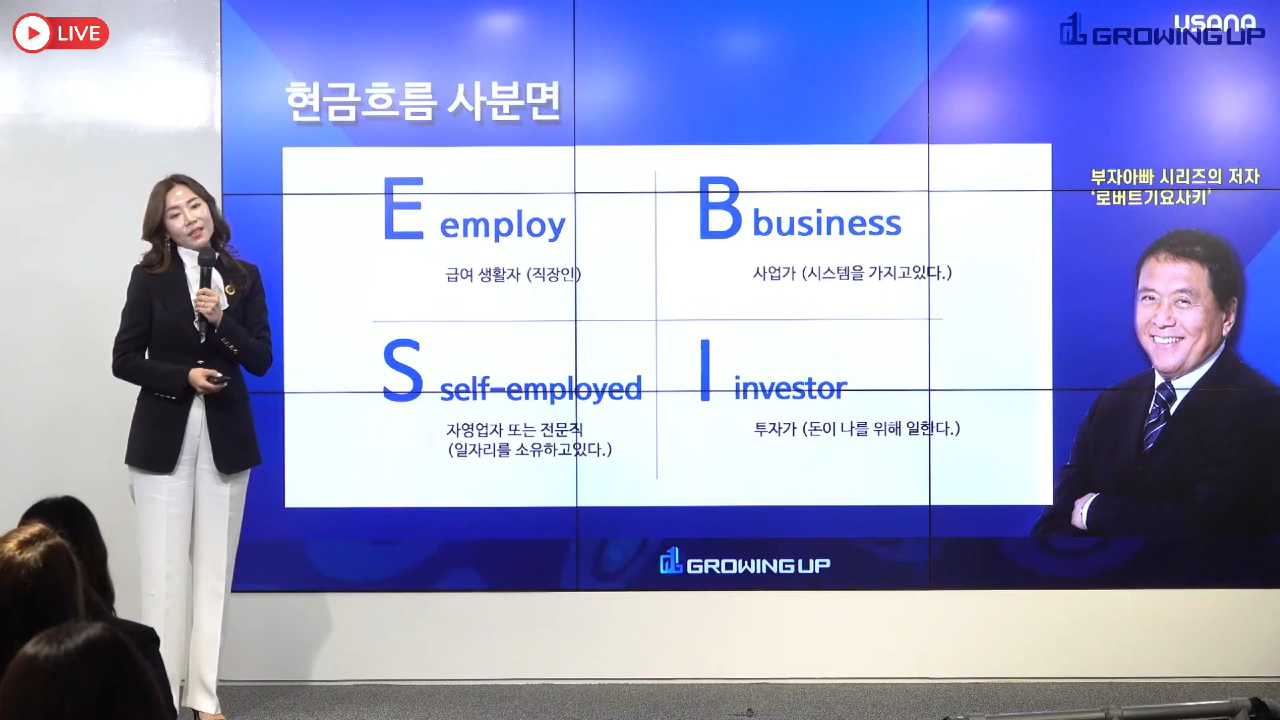 LIVE
USANA
GROWING UP
현금흐름 사분면
부자아빠 시리즈의 저자
'로버트기요사키'
E employ
급여 생활자 (직장인)
B business
사업가 (시스템을 가지고있다.)
S self-employed
자영업자 또는 전문직
(일자리를 소유하고있다.)
I investor
투자가 (돈이 나를 위해 일한다.)
GROWING UP